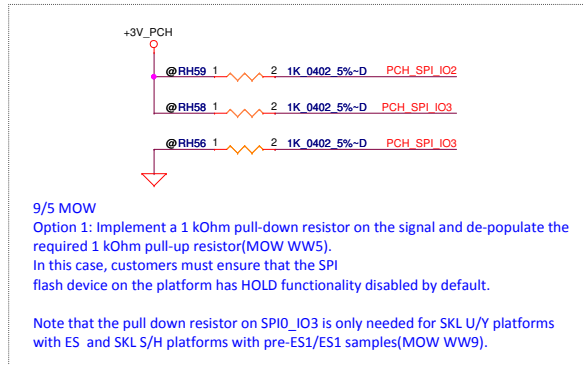 +3V_PCH
@RH59 1 2 1K_0402_5%~D PCH_SPI_IO2
@RH58 1 2 1K_0402_5%~D PCH_SPI_IO3
@RH56 1 2 1K_0402_5%~D PCH_SPI_IO3
9/5 MOW
Option 1: Implement a 1 kOhm pull-down resistor on the signal and de-populate the
required 1 kOhm pull-up resistor(MOW WW5).
In this case, customers must ensure that the SPI
flash device on the platform has HOLD functionality disabled by default.
Note that the pull down resistor on SPI0_IO3 is only needed for SKL U/Y platforms
with ES  and SKL S/H platforms with pre-ES1/ES1 samples(MOW WW9).